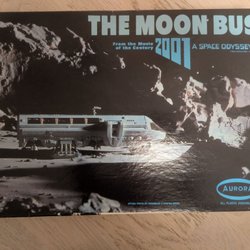 THE MOON BUS
From the Movie
of the Century
2001
A SPACE ODYSSEY
AURORA